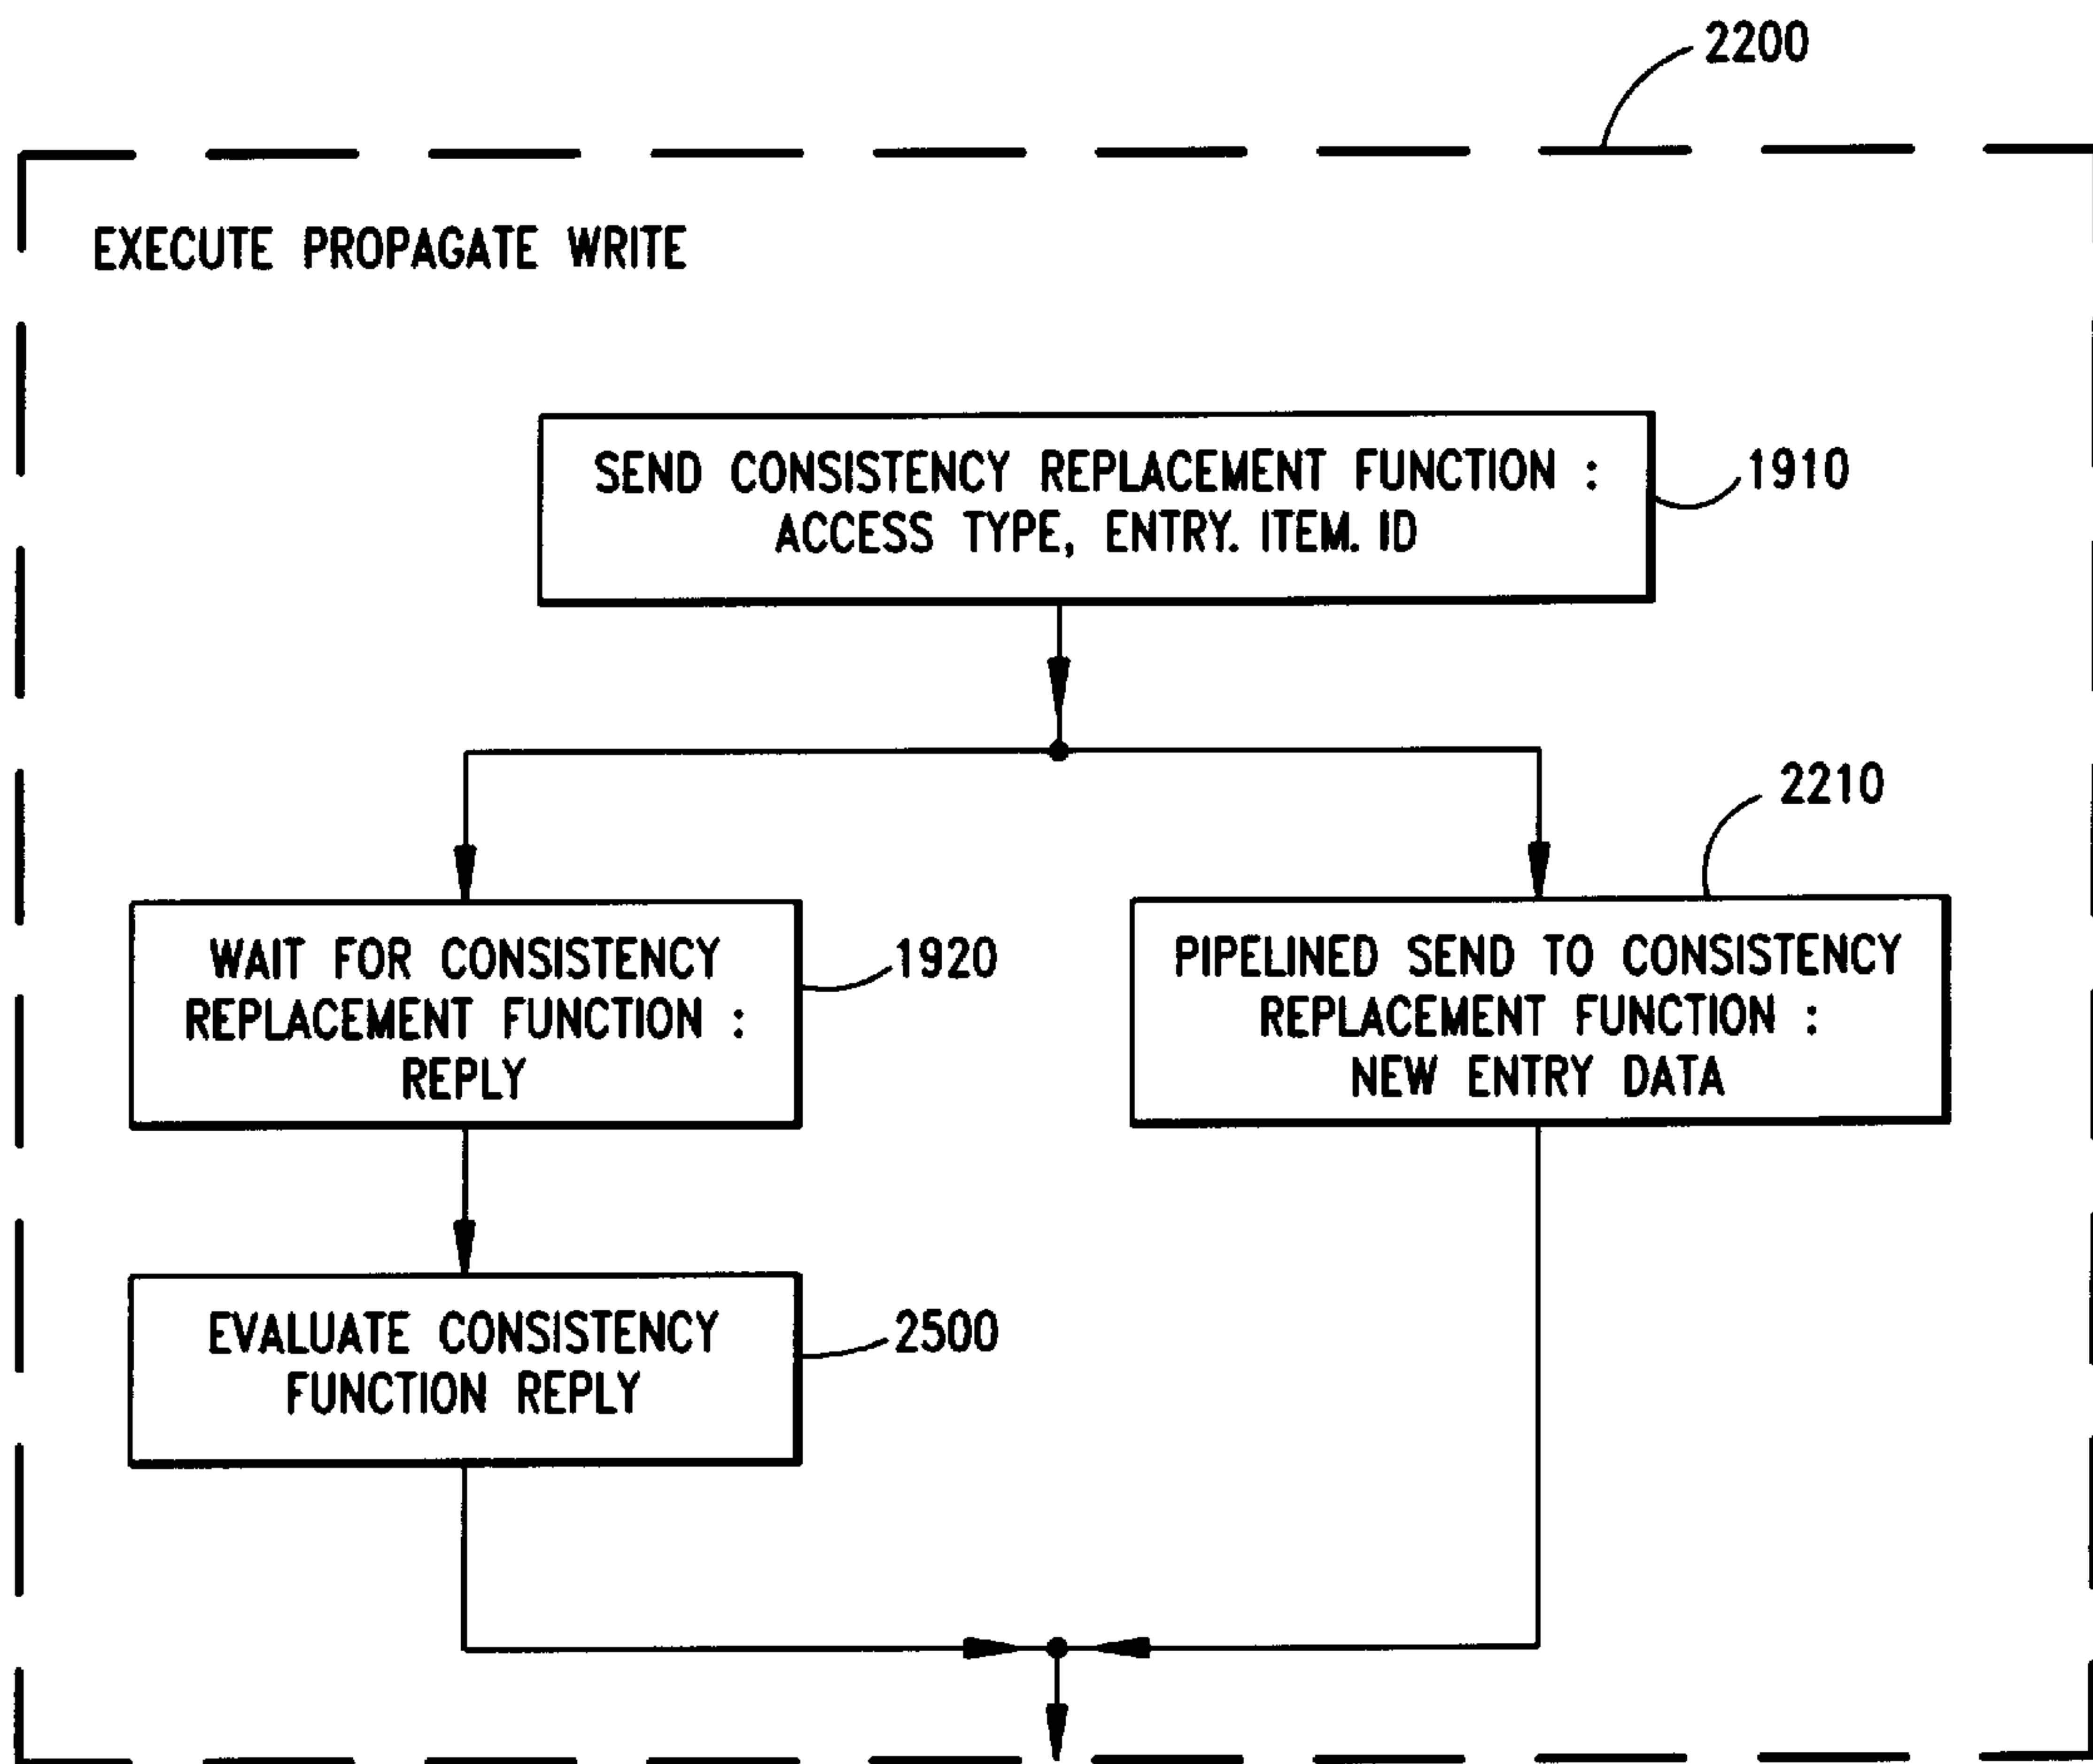 2200
EXECUTE PROPAGATE WRITE
SEND CONSISTENCY REPLACEMENT FUNCTION :
ACCESS TYPE, ENTRY. ITEM. ID
1910
2210
WAIT FOR CONSISTENCY
REPLACEMENT FUNCTION :
REPLY
1920
PIPELINED SEND TO CONSISTENCY
REPLACEMENT FUNCTION :
NEW ENTRY DATA
EVALUATE CONSISTENCY
FUNCTION REPLY
2500